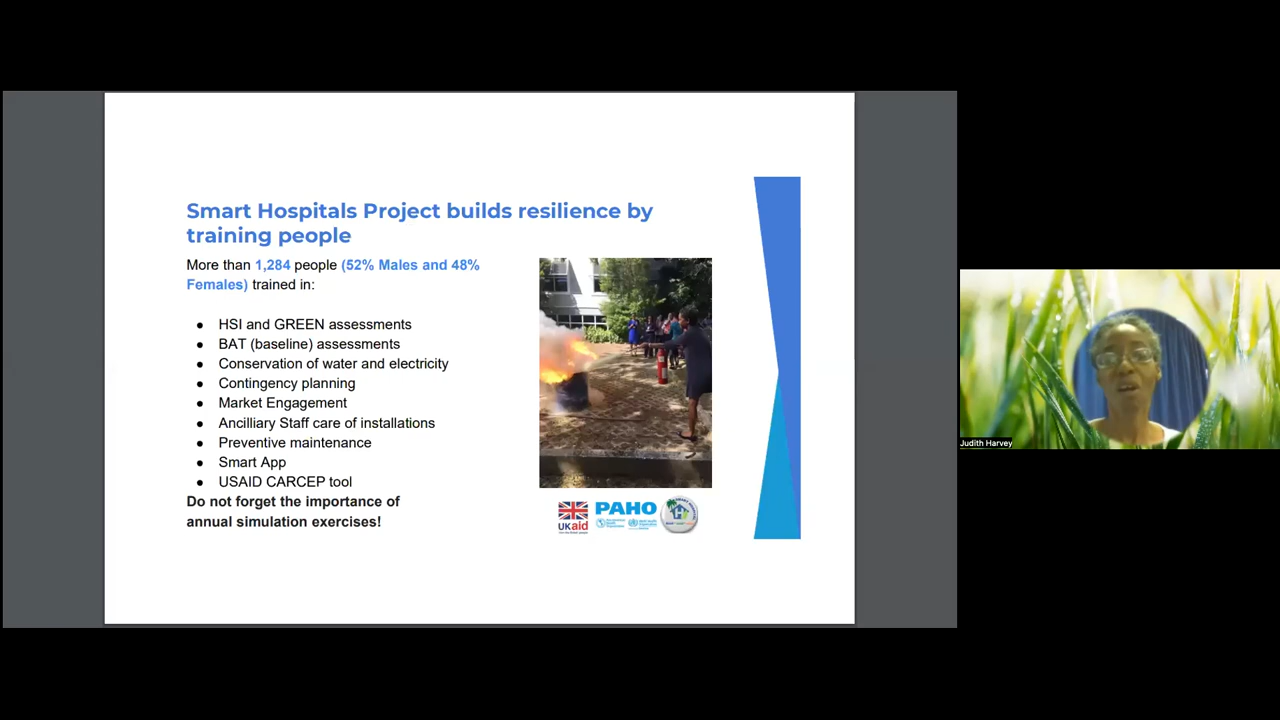 Smart Hospitals Project builds resilience by
training people
More than 1,284 people (52% Males and 48%
Females) trained in:
● HSI and GREEN assessments
● BAT (baseline) assessments
● Conservation of water and electricity
● Contingency planning
● Market Engagement
● Ancilliary Staff care of installations
● Preventive maintenance
● Smart App
● USAID CARCEP tool
Do not forget the importance of
annual simulation exercises!
UKaid
PAHO
Judith Harvey